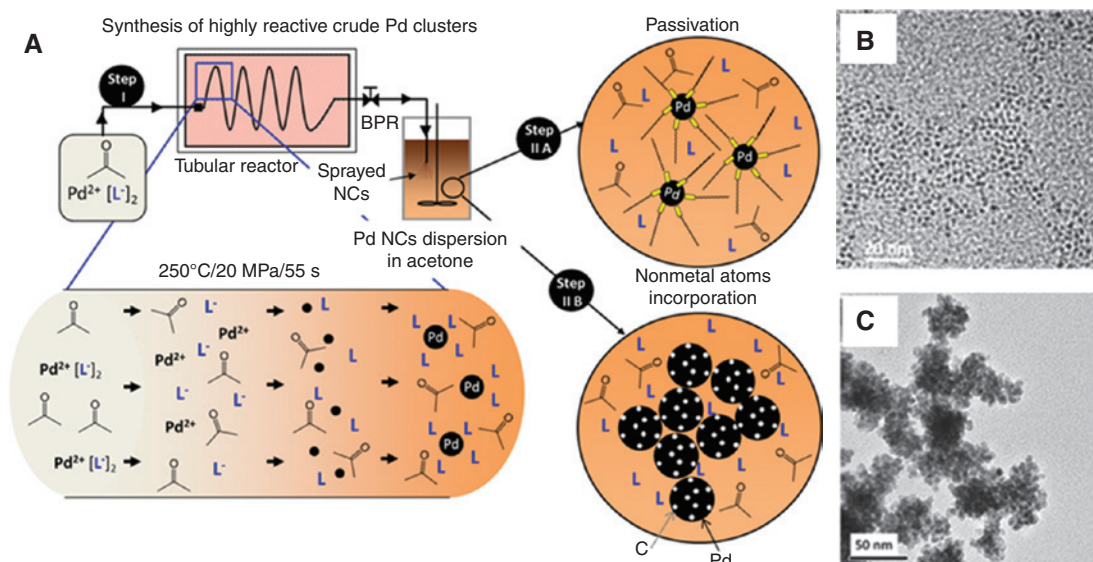 A
Synthesis of highly reactive crude Pd clusters
Step
I
Pd²⁺ [L⁻]₂
O
Tubular reactor
BPR
Sprayed
NCs
Pd NCs dispersion
in acetone
Step
II A
Step
II B
Passivation
O
O
L
L
Pd
L
L
L
Pd
O
L
L
Pd
L
O
L
O
250°C/20 MPa/55 s
O
O
L⁻
L
L
L
O
Pd²⁺
O
Pd
L
Pd²⁺ [L⁻]₂
Pd²⁺
L⁻
O
L
L
L
O
O
Pd
L
O
O
L⁻
L⁻
O
L
L
L
Pd²⁺
O
O
L
Pd
O
Pd²⁺ [L⁻]₂
O
L⁻
L
O
O
L
L
Nonmetal atoms
incorporation
L
L
O
L
O
L
L
L
O
L
L
L
O
O
C
Pd
B
20 nm
C
50 nm